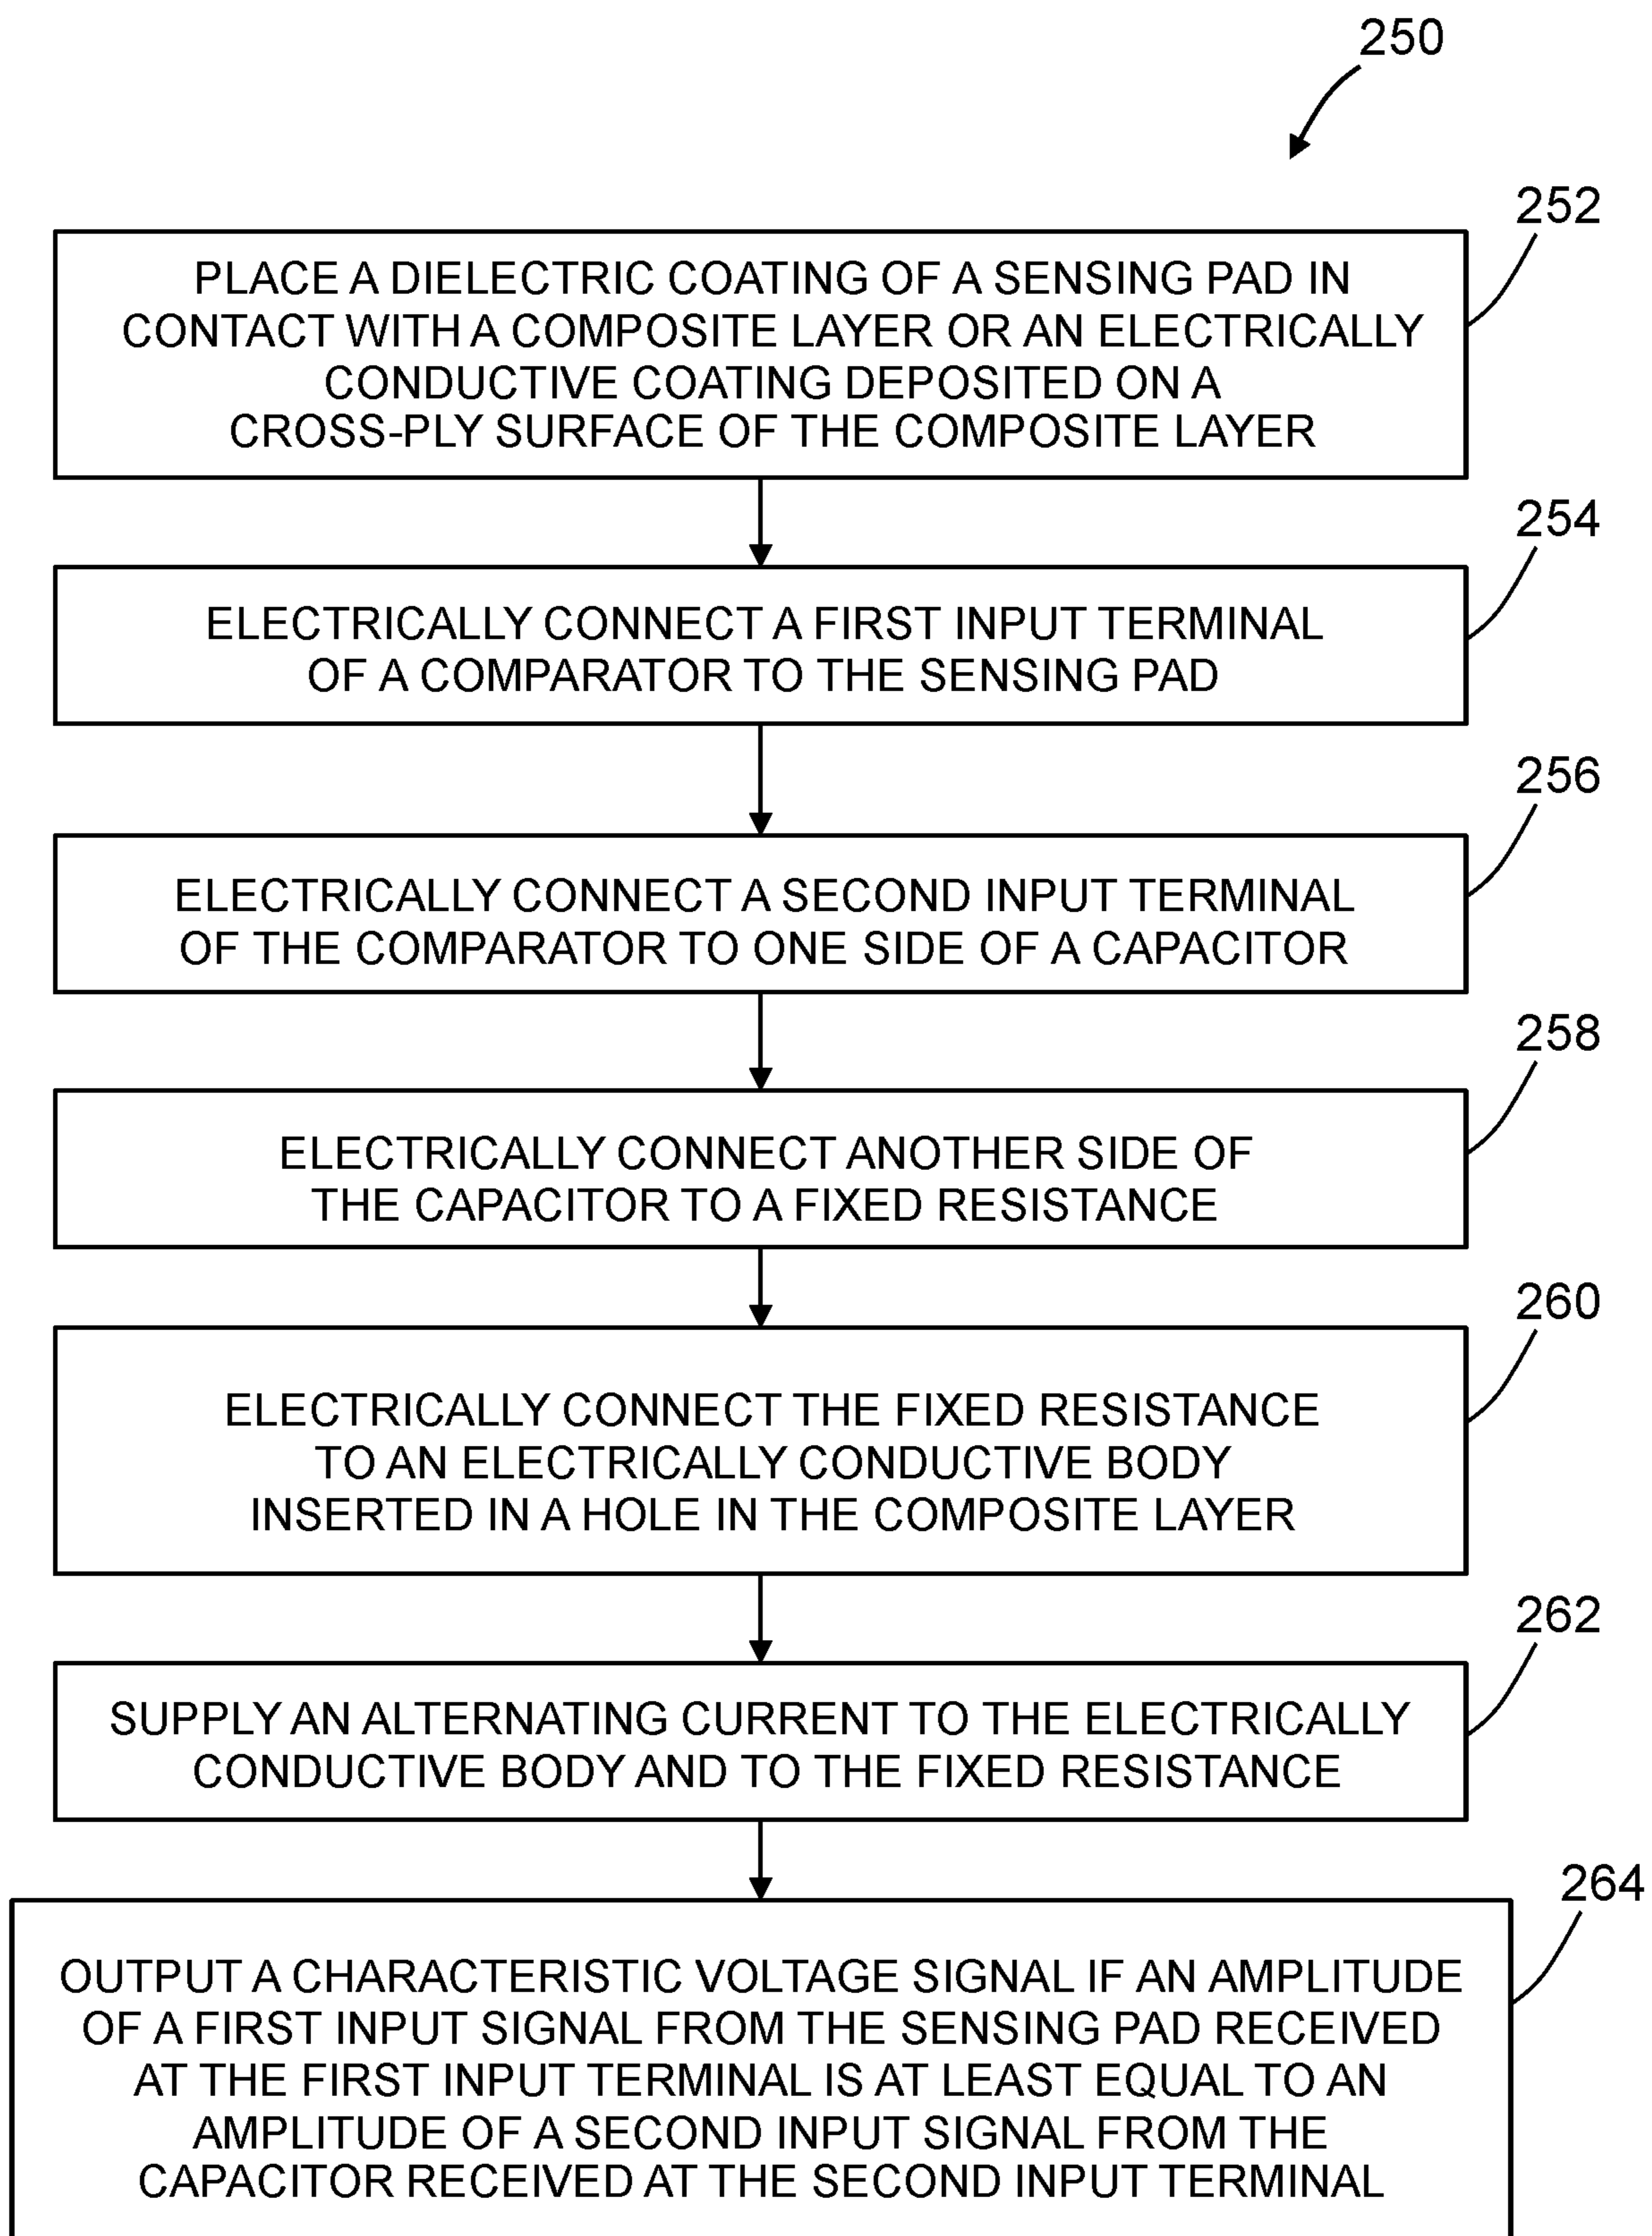 250
252
PLACE A DIELECTRIC COATING OF A SENSING PAD IN
CONTACT WITH A COMPOSITE LAYER OR AN ELECTRICALLY
CONDUCTIVE COATING DEPOSITED ON A
CROSS-PLY SURFACE OF THE COMPOSITE LAYER
254
ELECTRICALLY CONNECT A FIRST INPUT TERMINAL
OF A COMPARATOR TO THE SENSING PAD
256
ELECTRICALLY CONNECT A SECOND INPUT TERMINAL
OF THE COMPARATOR TO ONE SIDE OF A CAPACITOR
258
ELECTRICALLY CONNECT ANOTHER SIDE OF
THE CAPACITOR TO A FIXED RESISTANCE
260
ELECTRICALLY CONNECT THE FIXED RESISTANCE
TO AN ELECTRICALLY CONDUCTIVE BODY
INSERTED IN A HOLE IN THE COMPOSITE LAYER
262
SUPPLY AN ALTERNATING CURRENT TO THE ELECTRICALLY
CONDUCTIVE BODY AND TO THE FIXED RESISTANCE
264
OUTPUT A CHARACTERISTIC VOLTAGE SIGNAL IF AN AMPLITUDE
OF A FIRST INPUT SIGNAL FROM THE SENSING PAD RECEIVED
AT THE FIRST INPUT TERMINAL IS AT LEAST EQUAL TO AN
AMPLITUDE OF A SECOND INPUT SIGNAL FROM THE
CAPACITOR RECEIVED AT THE SECOND INPUT TERMINAL